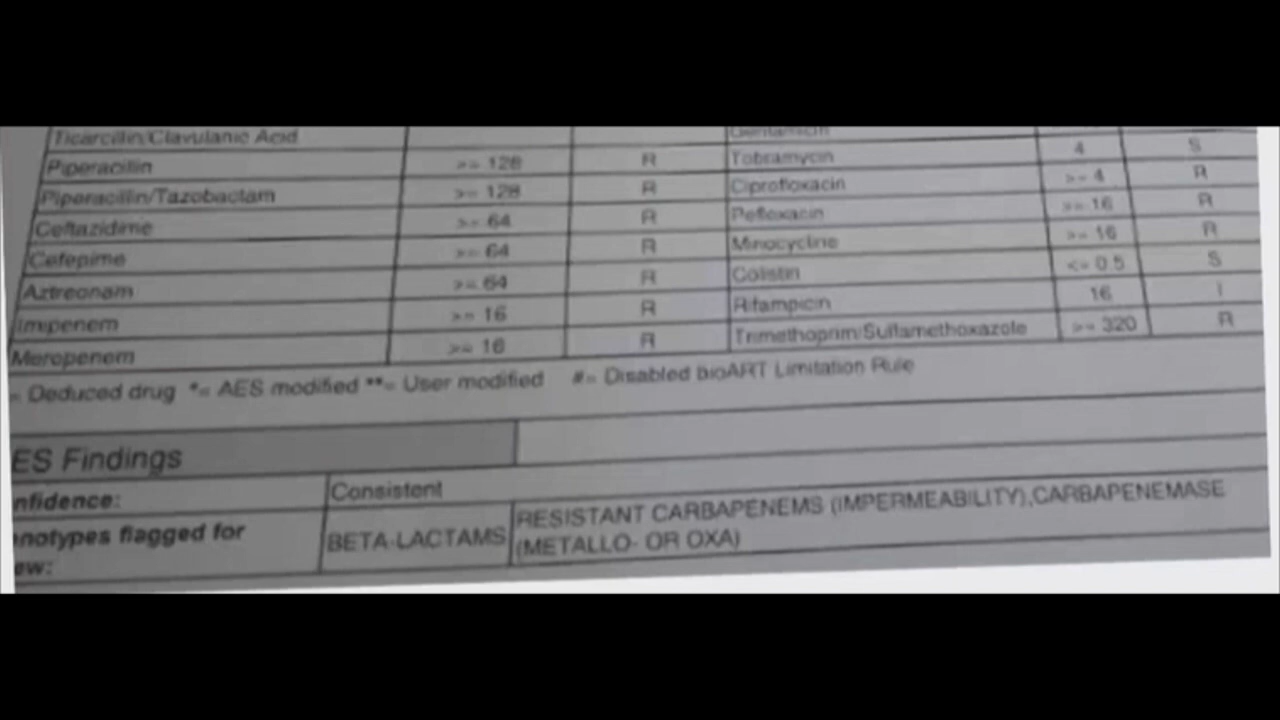 Ticarcillin/Clavulanic Acid Gentamicin
Piperacillin >= 128 R Tobramycin 4 S
Piperacillin/Tazobactam >= 128 R Ciprofloxacin >= 4 R
Ceftazidime >= 64 R Pefloxacin >= 16 R
Cefepime >= 64 R Minocycline >= 16 R
Aztreonam >= 64 R Colistin <= 0.5 S
Imipenem >= 16 R Rifampicin 16 I
Meropenem >= 16 R Trimethoprim/Sulfamethoxazole >= 320 R
= Deduced drug *= AES modified **= User modified #= Disabled bioART Limitation Rule
ES Findings
nfidence: Consistent
enotypes flagged for BETA-LACTAMS RESISTANT CARBAPENEMS (IMPERMEABILITY),CARBAPENEMASE
ew: (METALLO- OR OXA)